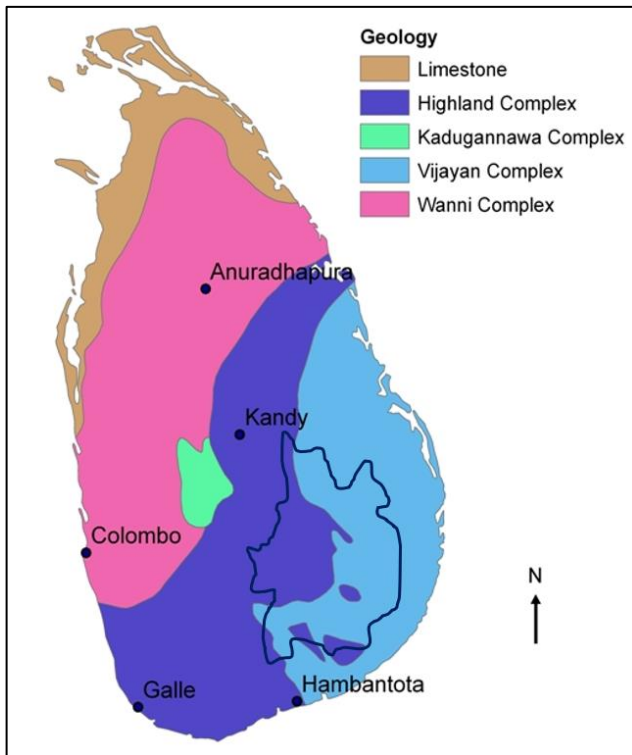 Geology
Limestone
Highland Complex
Kadugannawa Complex
Vijayan Complex
Wanni Complex
Anuradhapura
Kandy
Colombo
N
Galle
Hambantota